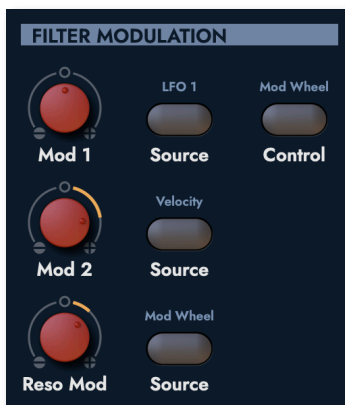 FILTER MODULATION
LFO 1
Mod Wheel
Mod 1
Source
Control
Velocity
Mod 2
Source
Mod Wheel
Reso Mod
Source